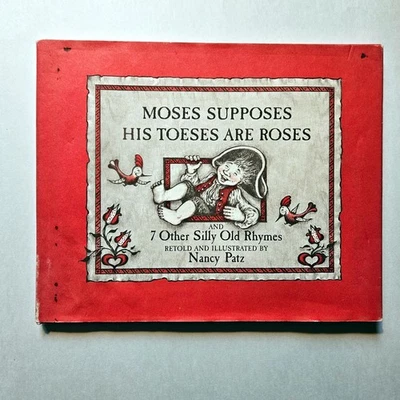 MOSES SUPPOSES
HIS TOESES ARE ROSES
AND
7 Other Silly Old Rhymes
RETOLD AND ILLUSTRATED BY
Nancy Patz